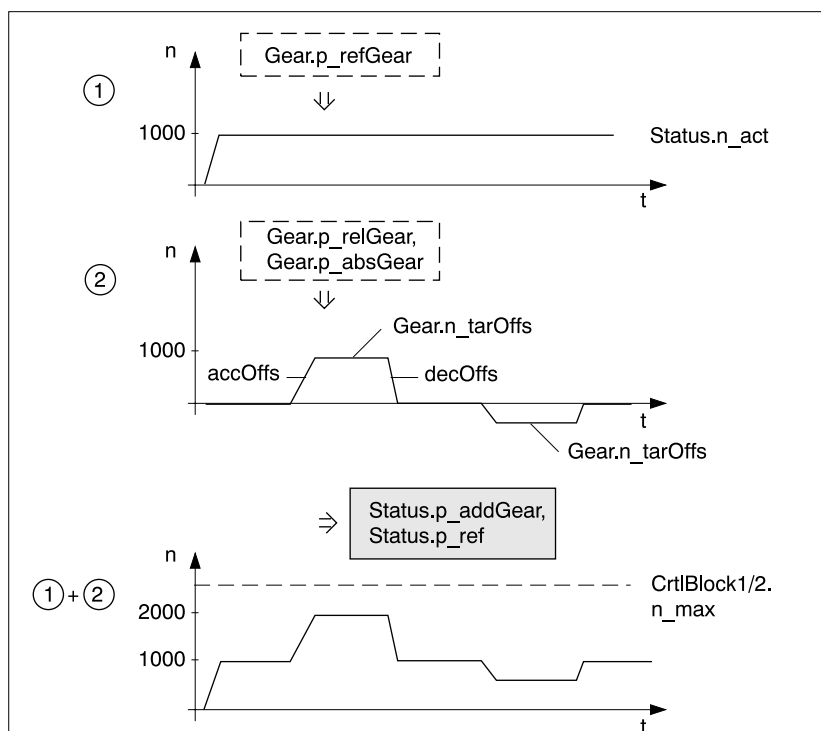 n
Gear.p_refGear
1
1000
Status.n_act
t
n
Gear.p_relGear,
Gear.p_absGear
2
1000
Gear.n_tarOffs
accOffs
decOffs
t
Gear.n_tarOffs
Status.p_addGear,
Status.p_ref
n
1 + 2
CrtlBlock1/2.
n_max
2000
1000
t